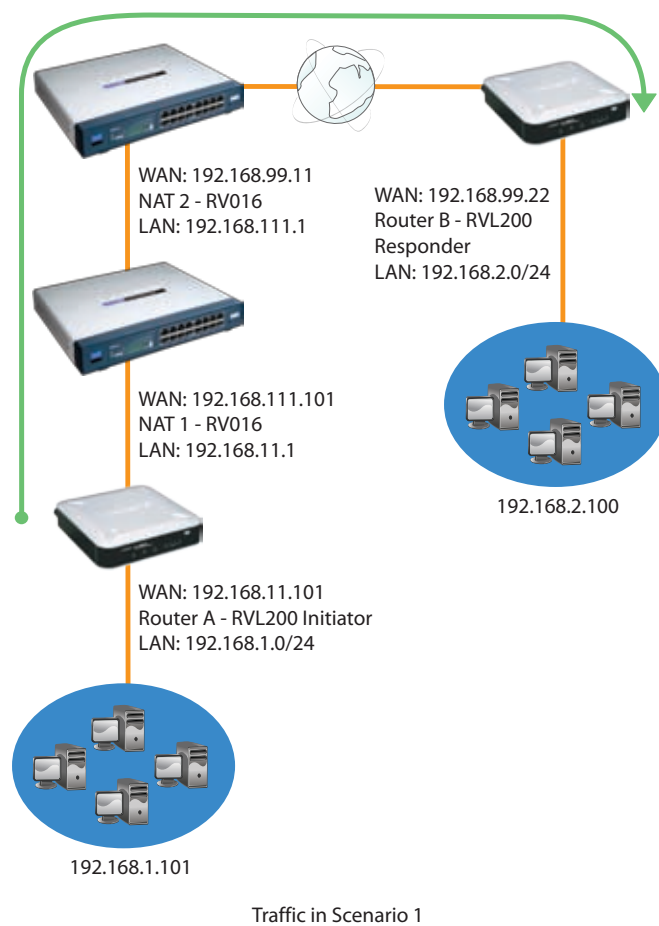 WAN: 192.168.99.11
NAT 2 - RV016
LAN: 192.168.111.1
WAN: 192.168.99.22
Router B - RVL200
Responder
LAN: 192.168.2.0/24
WAN: 192.168.111.101
NAT 1 - RV016
LAN: 192.168.11.1
192.168.2.100
WAN: 192.168.11.101
Router A - RVL200 Initiator
LAN: 192.168.1.0/24
192.168.1.101
Traffic in Scenario 1